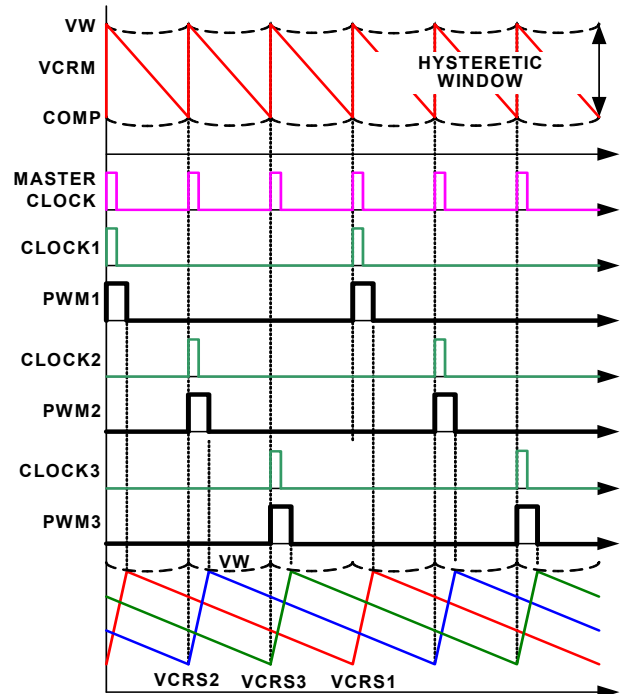 VW
VCRM
HYSTERETIC
WINDOW
COMP
MASTER
CLOCK
CLOCK1
PWM1
CLOCK2
PWM2
CLOCK3
PWM3
VW
VCRS2 VCRS3 VCRS1